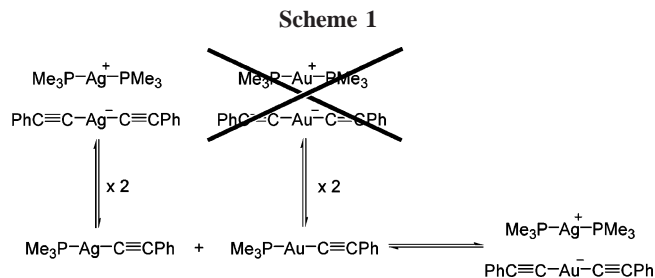 Scheme 1
Me₃P-Ag⁺-PMe₃ Me₃P-Au⁺-PMe₃
PhC≡C-Ag⁻-C≡CPh PhC≡C-Au⁻-C≡CPh
x 2 x 2
Me₃P-Ag-C≡CPh + Me₃P-Au-C≡CPh
Me₃P-Ag⁺-PMe₃
PhC≡C-Au⁻-C≡CPh